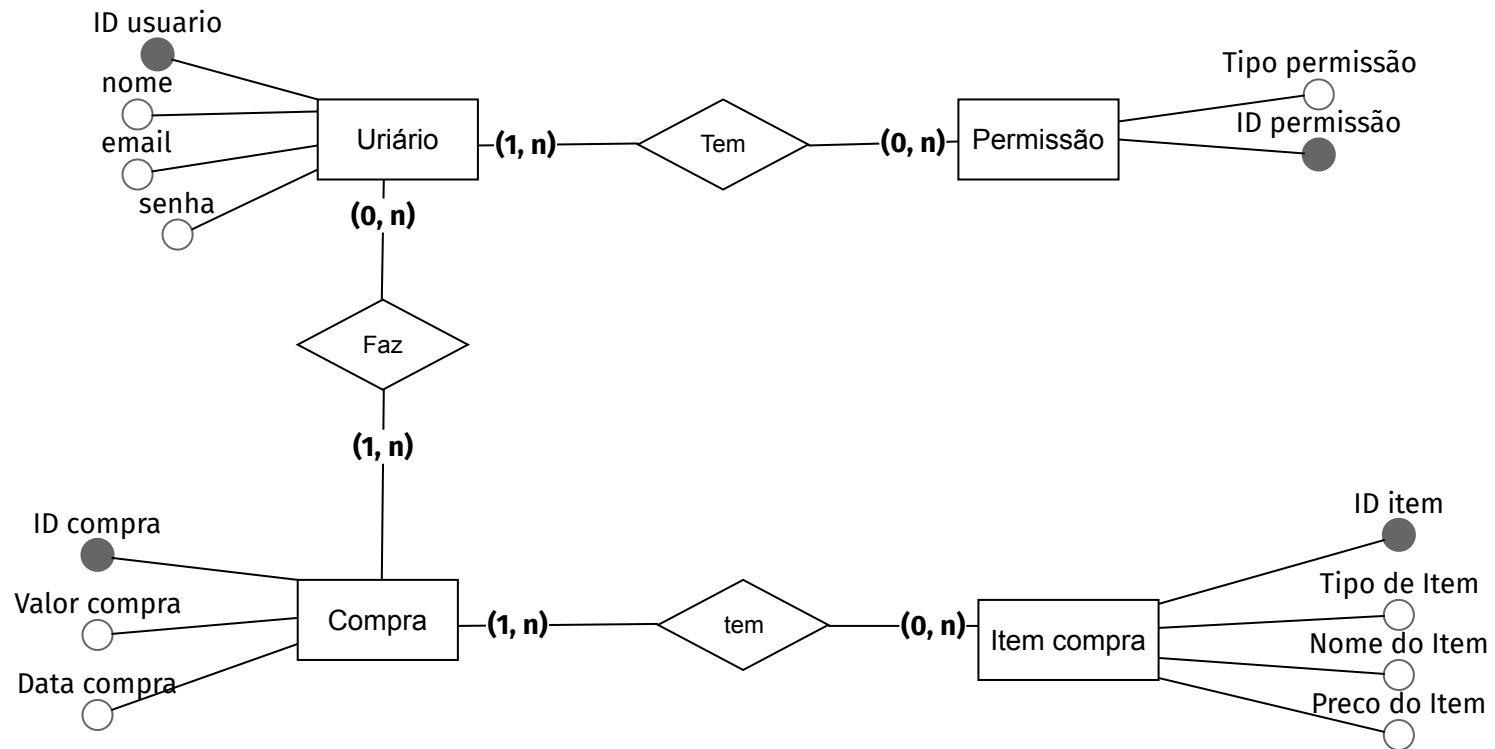 ID usuario
nome
email
senha
Uriário
(1, n)
Tem
(0, n)
Permissão
Tipo permissão
ID permissão
(0, n)
Faz
(1, n)
ID compra
Valor compra
Data compra
Compra
(1, n)
tem
(0, n)
Item compra
ID item
Tipo de Item
Nome do Item
Preco do Item